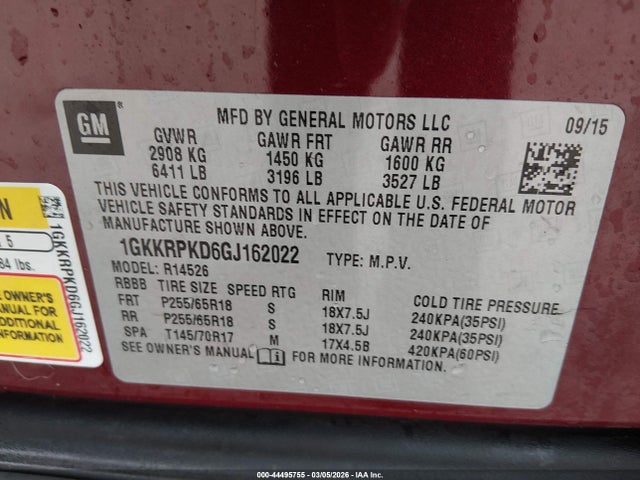 GM
®
MFD BY GENERAL MOTORS LLC
09/15
GVWR GAWR FRT GAWR RR
2908 KG 1450 KG 1600 KG
6411 LB 3196 LB 3527 LB
THIS VEHICLE CONFORMS TO ALL APPLICABLE U.S. FEDERAL MOTOR
VEHICLE SAFETY STANDARDS IN EFFECT ON THE DATE OF
MANUFACTURE SHOWN ABOVE.
1GKKRPKD6GJ162022 TYPE: M.P.V.
MODEL: R14526
RBBB TIRE SIZE SPEED RTG RIM COLD TIRE PRESSURE
FRT P255/65R18 S 18X7.5J 240KPA(35PSI)
RR P255/65R18 S 18X7.5J 240KPA(35PSI)
SPA T145/70R17 M 17X4.5B 420KPA(60PSI)
SEE OWNER'S MANUAL FOR MORE INFORMATION.
N
5
84 lbs.
OWNER'S
MANUAL FOR
ADDITIONAL
FORMATION
1GKKRPKD6GJ162022
000-44495755 - 03/05/2026 - IAA Inc.